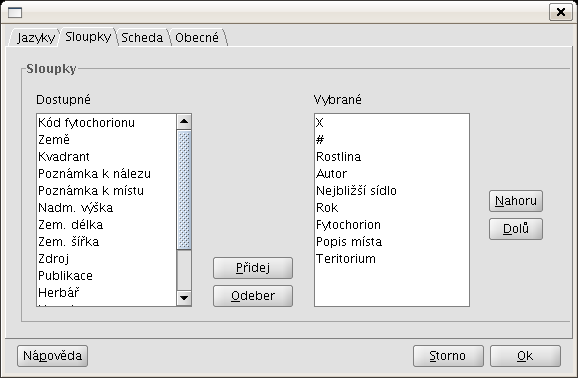 Jazyky Sloupky Scheda Obecné
Sloupky
Dostupné
Kód fytochorionu
Země
Kvadrant
Poznámka k nálezu
Poznámka k místu
Nadm. výška
Zem. délka
Zem. šířka
Zdroj
Publikace
Herbář
Přidej
Odeber
Vybrané
X
#
Rostlina
Autor
Nejbližší sídlo
Rok
Fytochorion
Popis místa
Teritorium
Nahoru
Dolů
Nápověda
Storno
Ok